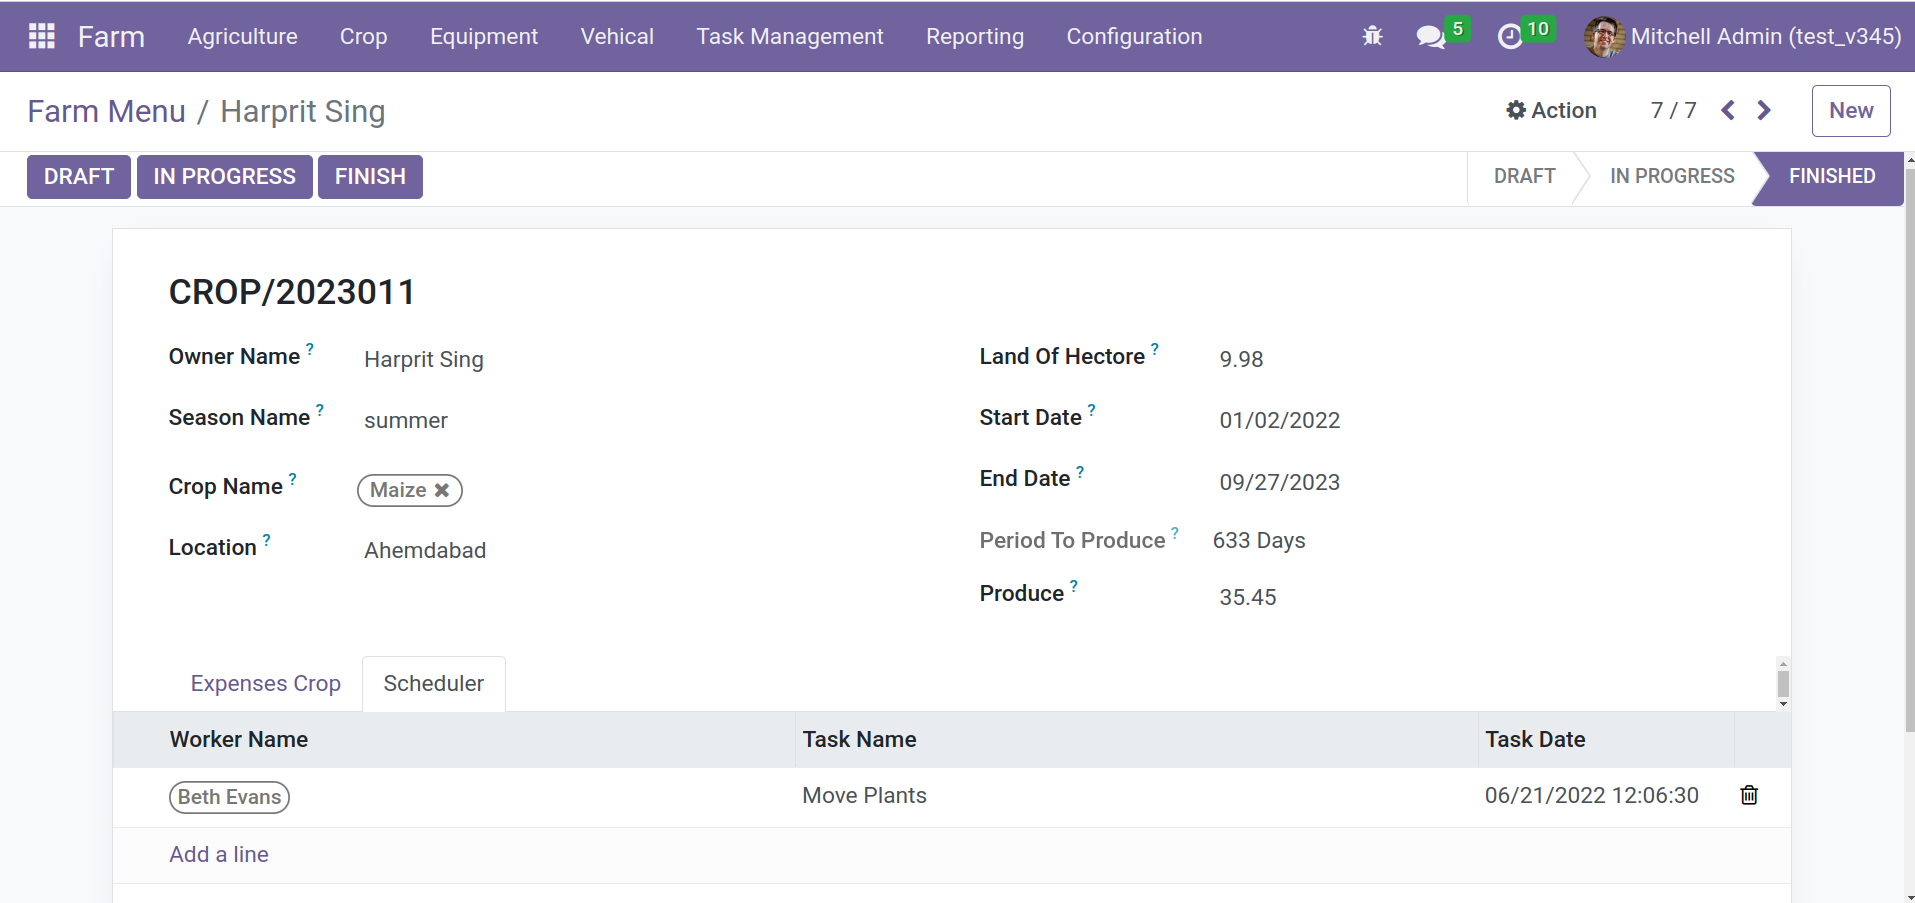 Farm Agriculture Crop Equipment Vehical Task Management Reporting Configuration 5 10 Mitchell Admin (test_v345)
Farm Menu / Harprit Sing Action 7 / 7 New
DRAFT IN PROGRESS FINISH DRAFT IN PROGRESS FINISHED
CROP/2023011
Owner Name ? Harprit Sing Land Of Hectore ? 9.98
Season Name ? summer Start Date ? 01/02/2022
Crop Name ? Maize ✖ End Date ? 09/27/2023
Location ? Ahemdabad Period To Produce ? 633 Days
Produce ? 35.45
Expenses Crop Scheduler
Worker Name Task Name Task Date
Beth Evans Move Plants 06/21/2022 12:06:30
Add a line